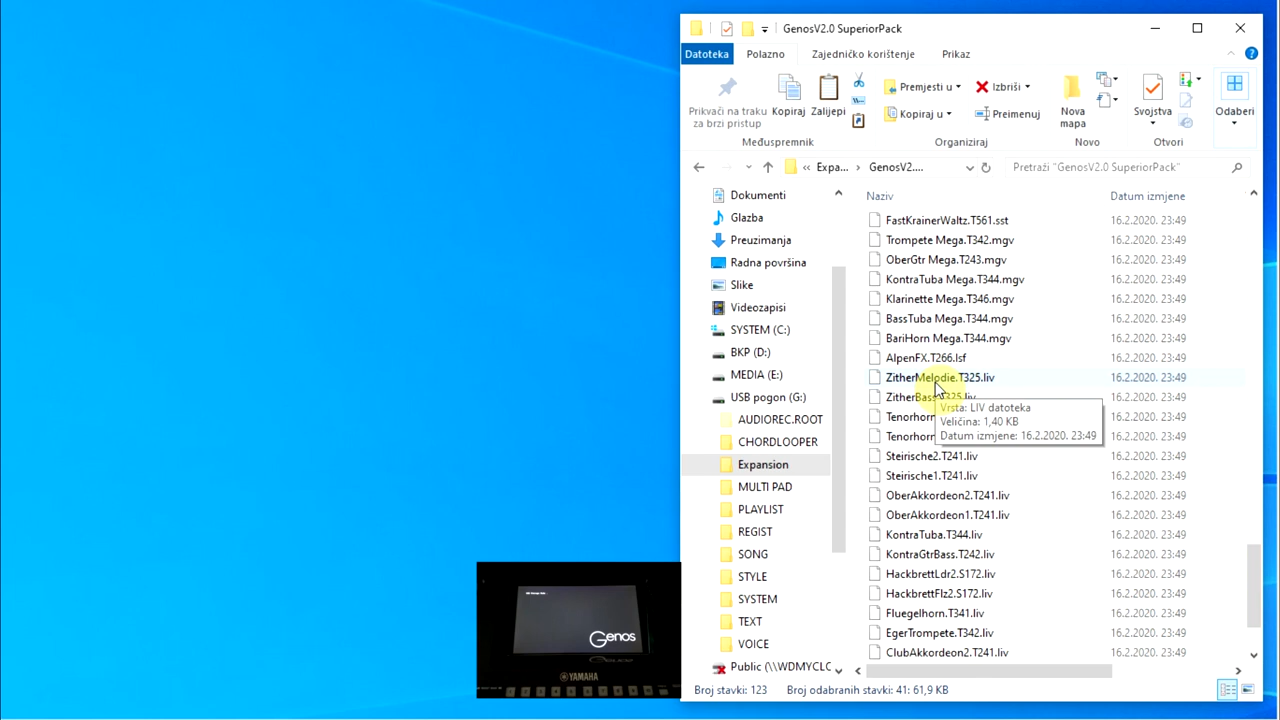 GenosV2.0 SuperiorPack
Datoteka
Polazno
Zajedničko korištenje
Prikaz
Prikvači na traku
za brzi pristup
Kopiraj
Zalijepi
Premjesti u
Kopiraj u
Izbriši
Preimenuj
Nova
mapa
Svojstva
Odaberi
Međuspremnik
Organiziraj
Novo
Otvori
« Expa... › GenosV2....
Pretraži "GenosV2.0 SuperiorPack"
Dokumenti
Glazba
Preuzimanja
Radna površina
Slike
Videozapisi
SYSTEM (C:)
BKP (D:)
MEDIA (E:)
USB pogon (G:)
AUDIOREC.ROOT
CHORDLOOPER
Expansion
MULTI PAD
PLAYLIST
REGIST
SONG
STYLE
SYSTEM
TEXT
VOICE
Public (\\WDMYCLO
Naziv Datum izmjene
FastKrainerWaltz.T561.sst 16.2.2020. 23:49
Trompete Mega.T342.mgv 16.2.2020. 23:49
OberGtr Mega.T243.mgv 16.2.2020. 23:49
KontraTuba Mega.T344.mgv 16.2.2020. 23:49
Klarinette Mega.T346.mgv 16.2.2020. 23:49
BassTuba Mega.T344.mgv 16.2.2020. 23:49
BariHorn Mega.T344.mgv 16.2.2020. 23:49
AlpenFX.T266.lsf 16.2.2020. 23:49
ZitherMelodie.T325.liv 16.2.2020. 23:49
ZitherBass.T325.liv 16.2.2020. 23:49
Tenorhorn 16.2.2020. 23:49
Tenorhorn 16.2.2020. 23:49
Vrsta: LIV datoteka
Veličina: 1,40 KB
Datum izmjene: 16.2.2020. 23:49
Steirische2.T241.liv 16.2.2020. 23:49
Steirische1.T241.liv 16.2.2020. 23:49
OberAkkordeon2.T241.liv 16.2.2020. 23:49
OberAkkordeon1.T241.liv 16.2.2020. 23:49
KontraTuba.T344.liv 16.2.2020. 23:49
KontraGtrBass.T242.liv 16.2.2020. 23:49
HackbrettLdr2.S172.liv 16.2.2020. 23:49
HackbrettFlz2.S172.liv 16.2.2020. 23:49
Fluegelhorn.T341.liv 16.2.2020. 23:49
EgerTrompete.T342.liv 16.2.2020. 23:49
ClubAkkordeon2.T241.liv 16.2.2020. 23:49
Broj stavki: 123 Broj odabranih stavki: 41: 61,9 KB
Genos
YAMAHA